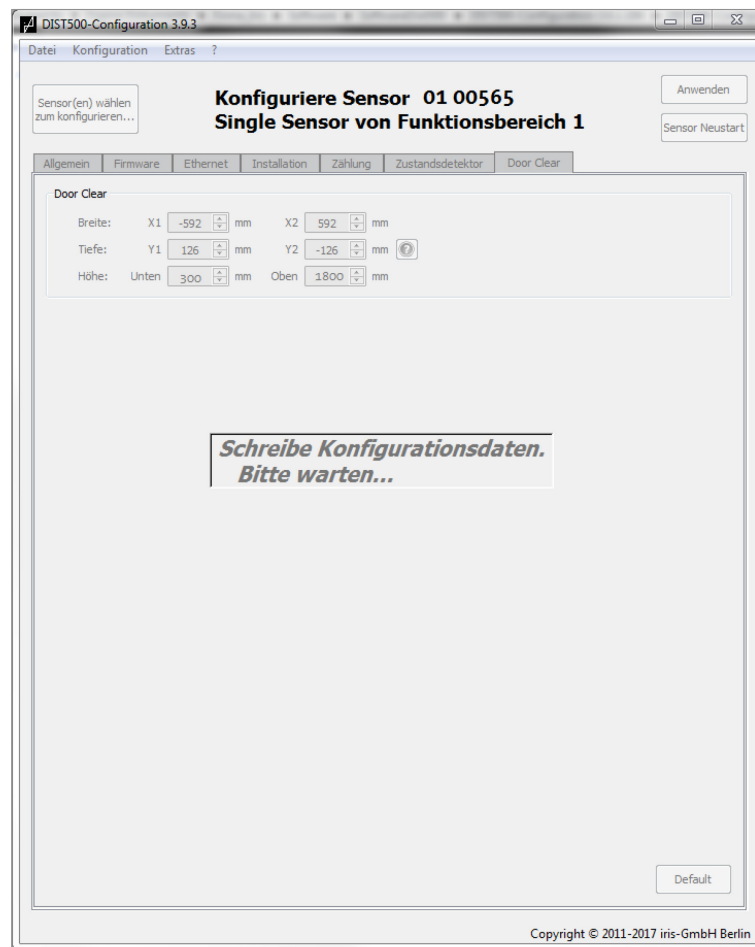 DIST500-Configuration 3.9.3
Datei Konfiguration Extras ?
Sensor(en) wählen
zum konfigurieren...
Konfiguriere Sensor 01 00565
Single Sensor von Funktionsbereich 1
Anwenden
Sensor Neustart
Allgemein Firmware Ethernet Installation Zählung Zustandsdetektor Door Clear
Door Clear
Breite: X1 -592 mm X2 592 mm
Tiefe: Y1 126 mm Y2 -126 mm ?
Höhe: Unten 300 mm Oben 1800 mm
Schreibe Konfigurationsdaten.
Bitte warten...
Default
Copyright © 2011-2017 iris-GmbH Berlin